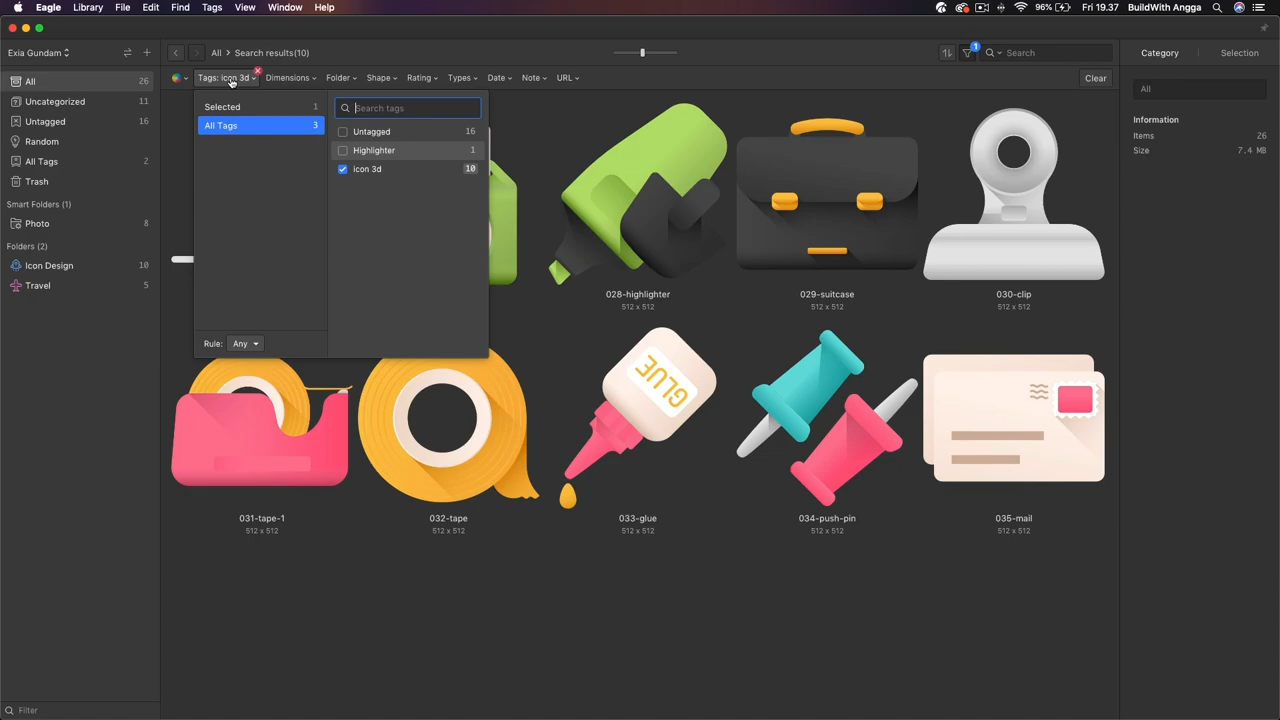 Eagle Library File Edit Find Tags View Window Help 96% Fri 19.37 BuildWith Angga
Exia Gundam
All > Search results(10)
1
Search
Category Selection
Tags: icon 3d Dimensions Folder Shape Rating Types Date Note URL Clear
All 26
Uncategorized 11
Untagged 16
Random
All Tags 2
Trash
Smart Folders (1)
Photo 8
Folders (2)
Icon Design 10
Travel 5
Filter
Selected 1
All Tags 3
Rule: Any
Search tags
Untagged 16
Highlighter 1
icon 3d 10
028-highlighter
512 x 512
029-suitcase
512 x 512
030-clip
512 x 512
GLUE
031-tape-1
512 x 512
032-tape
512 x 512
033-glue
512 x 512
034-push-pin
512 x 512
035-mail
512 x 512
All
Information
Items 26
Size 7.4 MB